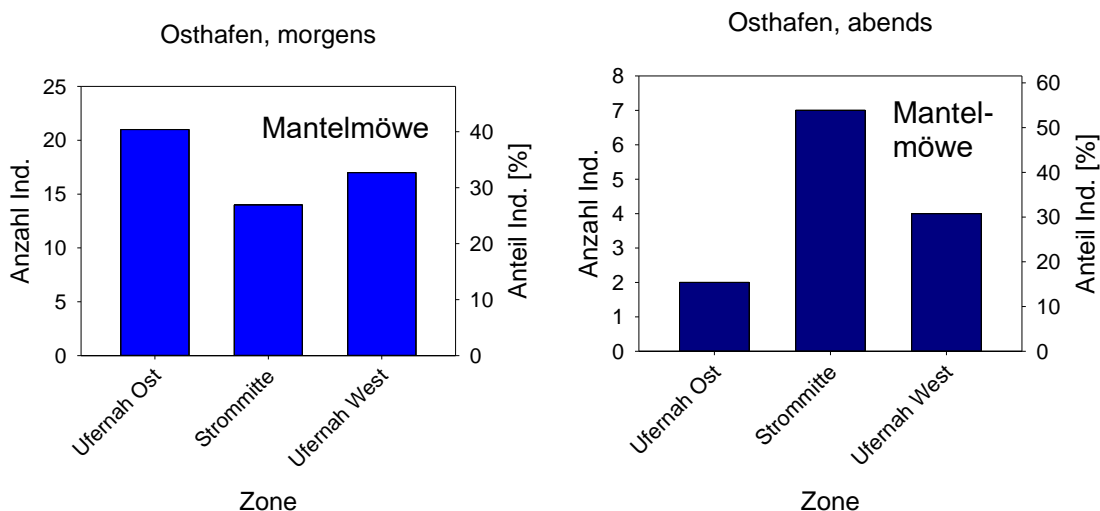 Osthafen, morgens
25
20
15
10
5
0
Anzahl Ind.
Mantelmöwe
40
30
20
10
0
Anteil Ind. [%]
Ufernah Ost
Strommitte
Ufernah West
Zone
Osthafen, abends
8
7
6
5
4
3
2
1
0
Anzahl Ind.
Mantel-
möwe
60
50
40
30
20
10
0
Anteil Ind. [%]
Ufernah Ost
Strommitte
Ufernah West
Zone